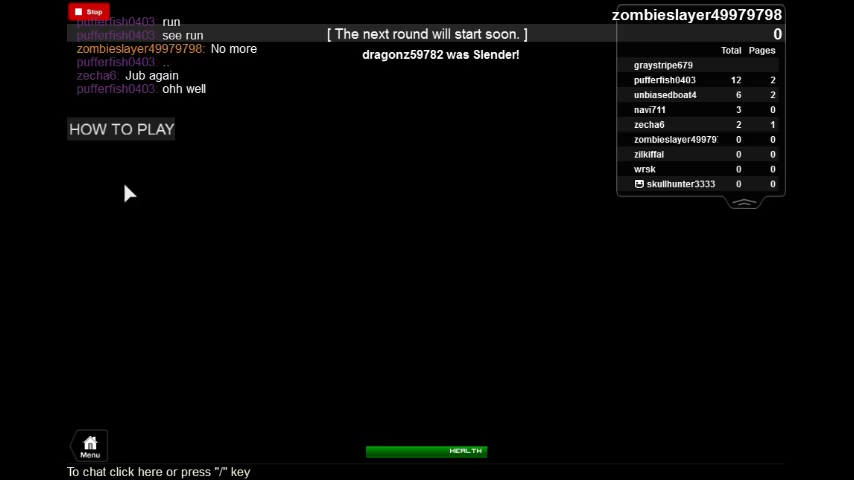 Stop
pufferfish0403: run
pufferfish0403: see run
zombieslayer49979798: No more
pufferfish0403: ..
zecha6: Jub again
pufferfish0403: ohh well
[ The next round will start soon. ]
dragonz59782 was Slender!
HOW TO PLAY
zombieslayer49979798
0
Total Pages
graystripe679
pufferfish0403 12 2
unbiasedboat4 6 2
navi711 3 0
zecha6 2 1
zombieslayer49979 0 0
zilkiffal 0 0
wrsk 0 0
skullhunter3333 0 0
Menu
HEALTH
To chat click here or press "/" key